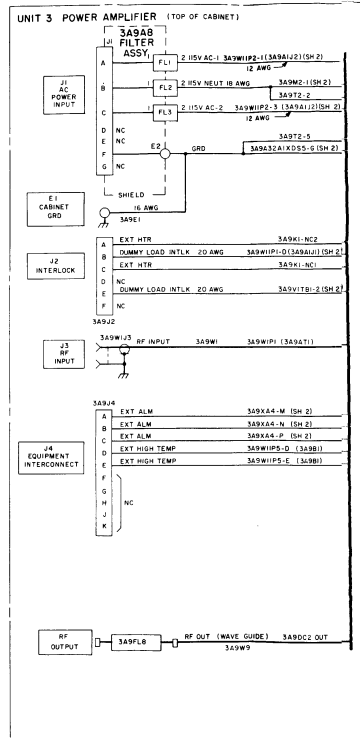 UNIT 3 POWER AMPLIFIER (TOP OF CABINET)
3A9A8
FILTER
ASSY
J1
J1
AC
POWER
INPUT
A 1 FL1 2 115V AC-1 3A9W11P2-1(3A9A1J2)(SH 2)
12 AWG
B 1 FL2 2 115V NEUT 18 AWG 3A9M2-1(SH 2)
3A9T2-2
C 1 FL3 2 115V AC-2 3A9W11P2-3 (3A9A1J2)(SH 2)
12 AWG
D NC
E NC
3A9T2-5
F E2 GRD 3A9A32A1XDS5-G(SH 2)
G NC
SHIELD
E1
CABINET
GRD
16 AWG
3A9E1
J2
INTERLOCK
A EXT HTR 3A9K1-NC2
B DUMMY LOAD INTLK 20 AWG 3A9W11P1-D(3A9A1J1)(SH 2)
C EXT HTR 3A9K1-NC1
D NC
E DUMMY LOAD INTLK 20 AWG 3A9V1TB1-2(SH 2)
F NC
3A9J2
J3
RF
INPUT
3A9W1J3 RF INPUT 3A9W1 3A9W1P1 (3A9AT1)
3A9J4
J4
EQUIPMENT
INTERCONNECT
A EXT ALM 3A9XA4-M (SH 2)
B EXT ALM 3A9XA4-N (SH 2)
C EXT ALM 3A9XA4-P (SH 2)
D EXT HIGH TEMP 3A9W11P5-D (3A9B1)
E EXT HIGH TEMP 3A9W11P5-E (3A9B1)
F
G
H NC
J
K
RF
OUTPUT
3A9FL8 RF OUT (WAVE GUIDE) 3A9DC2 OUT
3A9W9